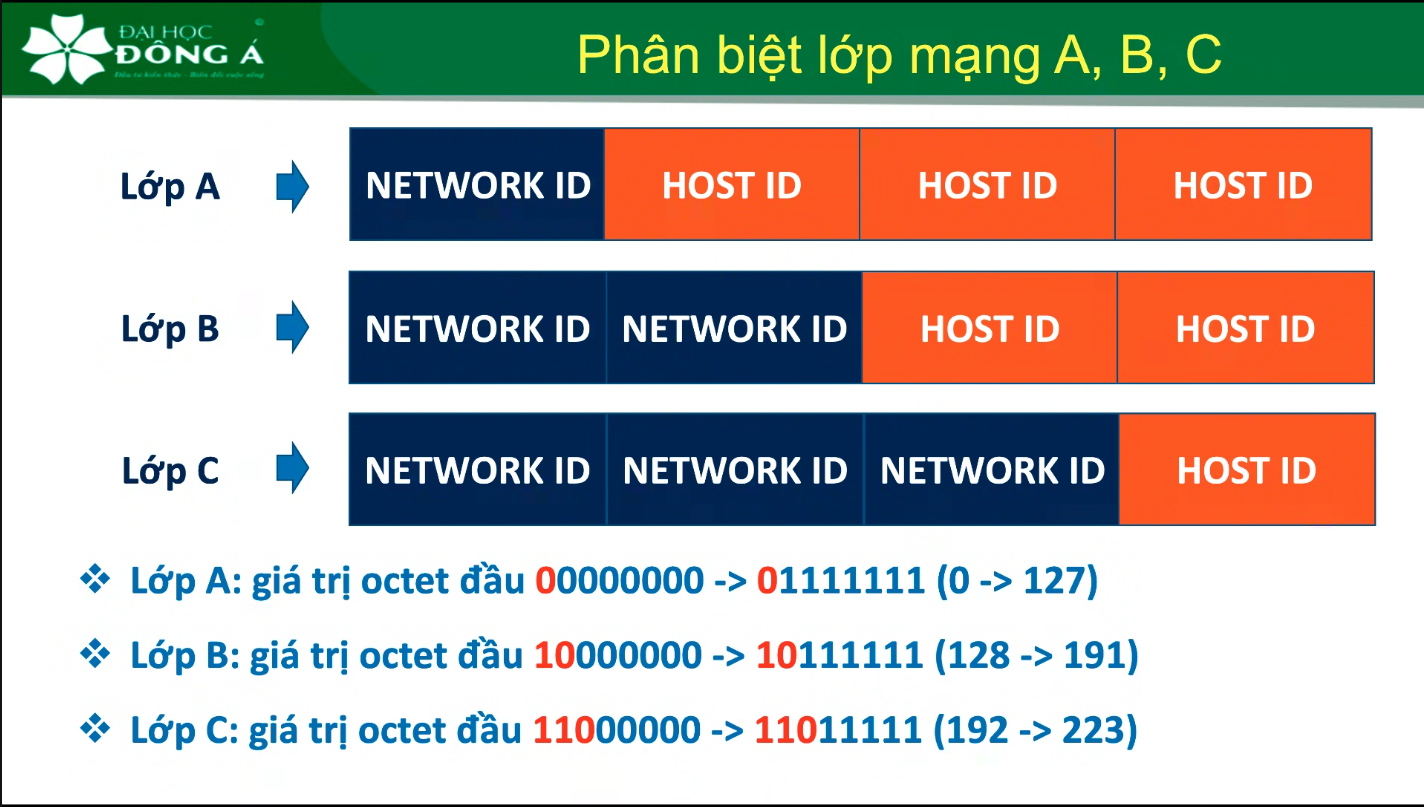 ĐẠI HỌC
ĐÔNG Á
Đầu tư kiến thức - Biến đổi cuộc sống
Phân biệt lớp mạng A, B, C
Lớp A
NETWORK ID HOST ID HOST ID HOST ID
Lớp B
NETWORK ID NETWORK ID HOST ID HOST ID
Lớp C
NETWORK ID NETWORK ID NETWORK ID HOST ID
Lớp A: giá trị octet đầu 00000000 -> 01111111 (0 -> 127)
Lớp B: giá trị octet đầu 10000000 -> 10111111 (128 -> 191)
Lớp C: giá trị octet đầu 11000000 -> 11011111 (192 -> 223)